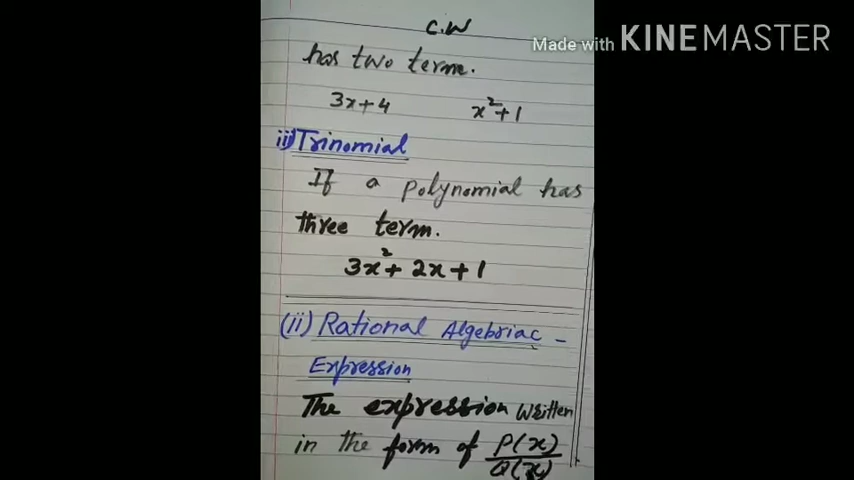 C.W
Made with KINEMASTER
has two term.
3x+4 x²+1
iii) Trinomial
If a polynomial has
three term.
3x²+ 2x+1
(ii) Rational Algebriac -
Expression
The expression written
in the form of P(x)/Q(x)